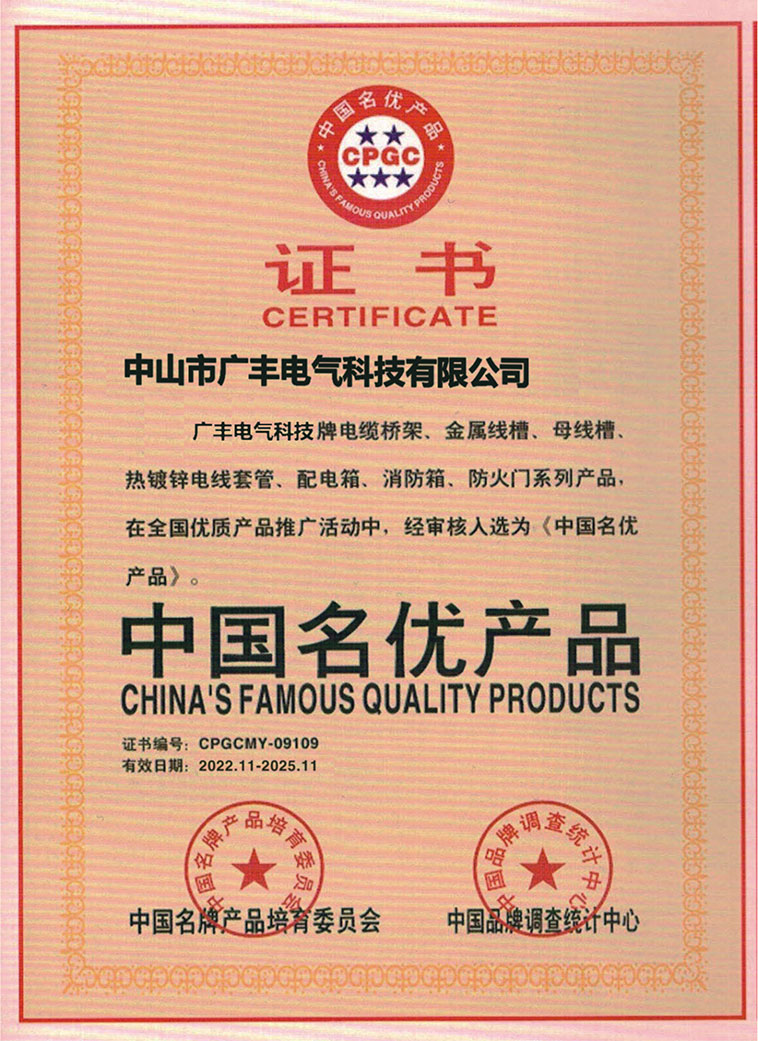 中国名优产品
CPGC
CHINA'S FAMOUS QUALITY PRODUCTS
证 书
CERTIFICATE
中山市广丰电气科技有限公司
广丰电气科技牌电缆桥架、金属线槽、母线槽、
热镀锌电线套管、配电箱、消防箱、防火门系列产品，
在全国优质产品推广活动中，经审核入选为《中国名优
产品》。
中国名优产品
CHINA'S FAMOUS QUALITY PRODUCTS
证书编号：CPGCMY-09109
有效日期：2022.11-2025.11
中国名牌产品培育委员会
中国品牌调查统计中心
中国名牌产品培育委员会
中国品牌调查统计中心